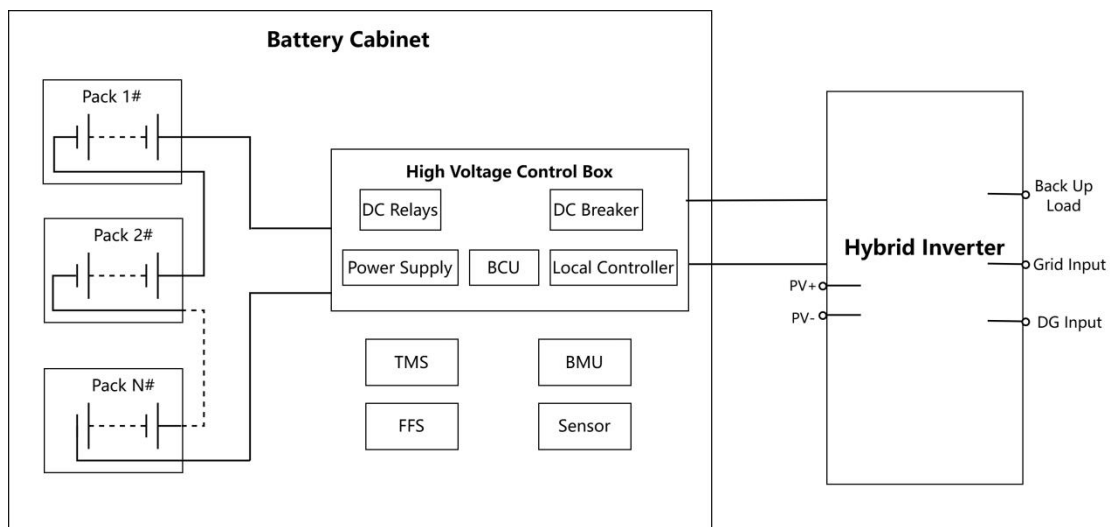 Battery Cabinet
Pack 1#
Pack 2#
Pack N#
High Voltage Control Box
DC Relays
DC Breaker
Power Supply
BCU
Local Controller
TMS
BMU
FFS
Sensor
Hybrid Inverter
PV+
PV-
Back Up
Load
Grid Input
DG Input